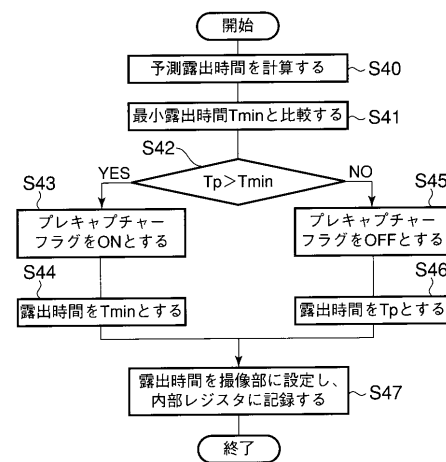 開始
予測露出時間を計算する
S40
最小露出時間Tminと比較する
S41
S42
Tp>Tmin
YES
NO
S43
プレキャプチャー
フラグをONとする
S45
プレキャプチャー
フラグをOFFとする
S44
露出時間をTminとする
S46
露出時間をTpとする
露出時間を撮像部に設定し、
内部レジスタに記録する
S47
終了